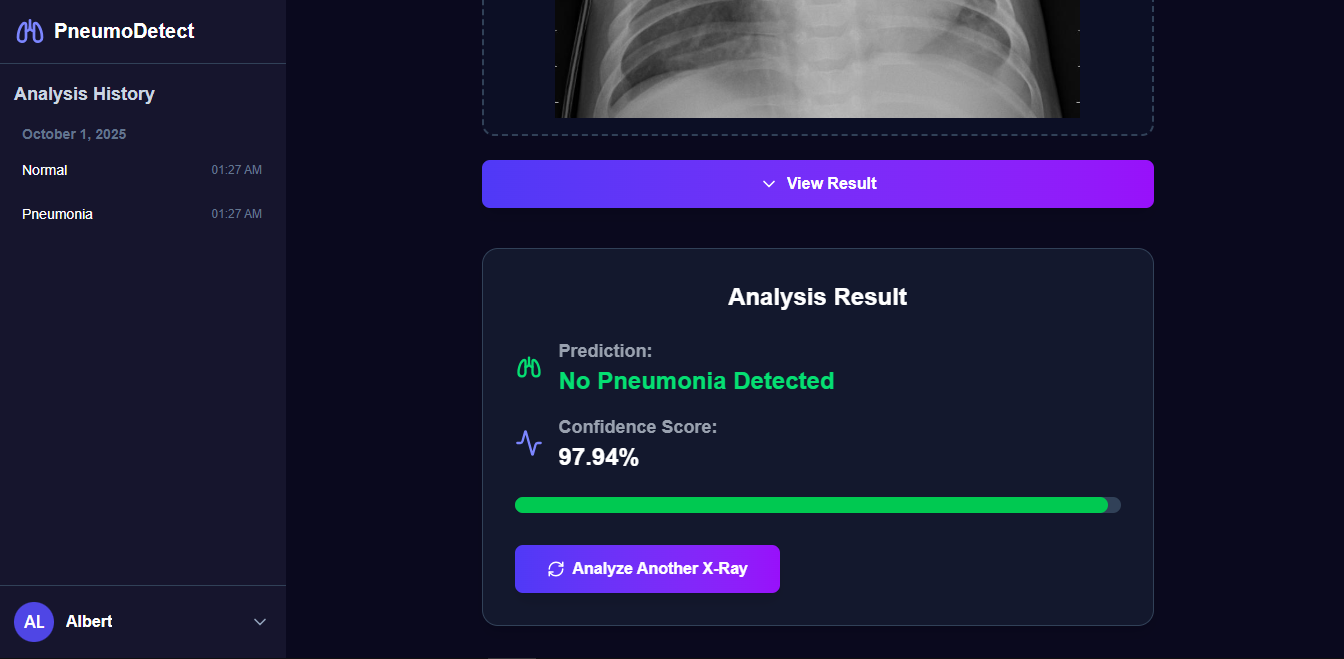 PneumoDetect
Analysis History
October 1, 2025
Normal 01:27 AM
Pneumonia 01:27 AM
AL Albert
View Result
Analysis Result
Prediction:
No Pneumonia Detected
Confidence Score:
97.94%
Analyze Another X-Ray